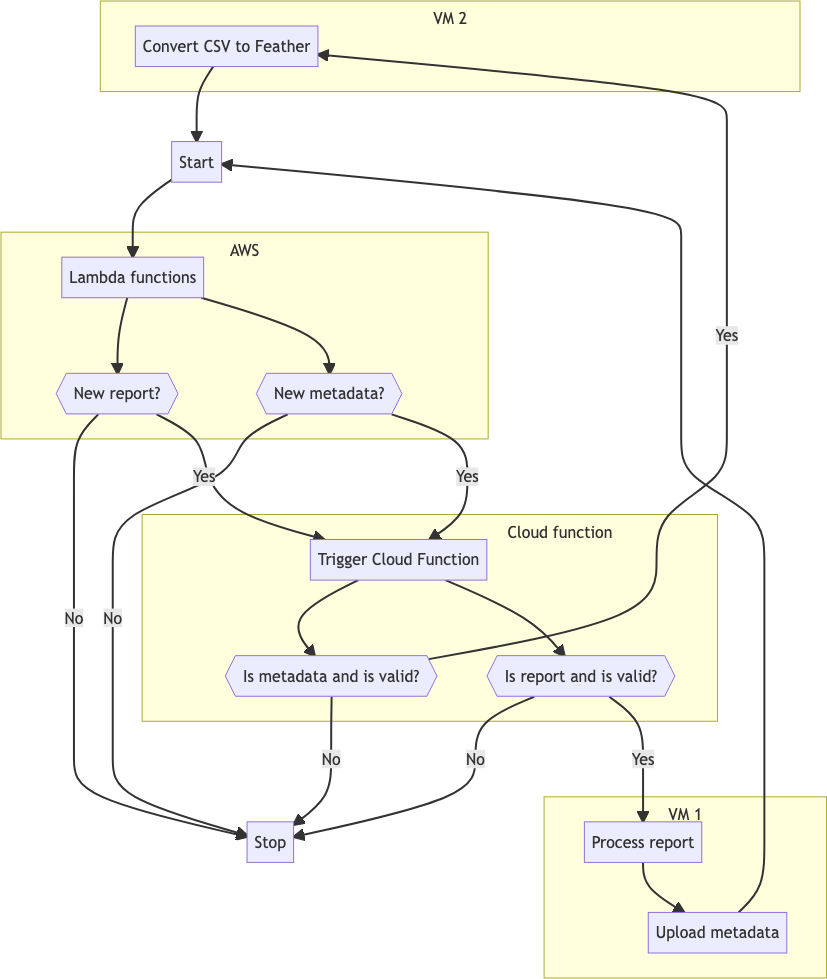 VM 2
Convert CSV to Feather
Start
AWS
Lambda functions
Yes
New report?
New metadata?
Yes
Yes
Cloud function
Trigger Cloud Function
No
No
Is metadata and is valid?
Is report and is valid?
No
No
Yes
VM 1
Stop
Process report
Upload metadata